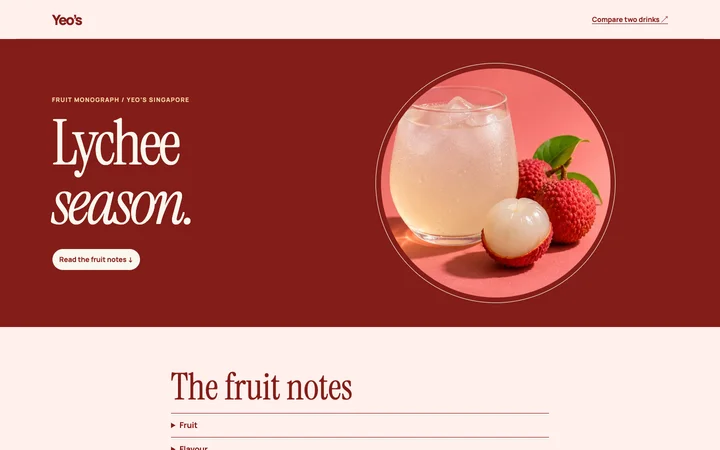 Yeo's
Compare two drinks ↗
FRUIT MONOGRAPH / YEO'S SINGAPORE
Lychee
season.
Read the fruit notes ↓
The fruit notes
▶ Fruit
▶ Flavour